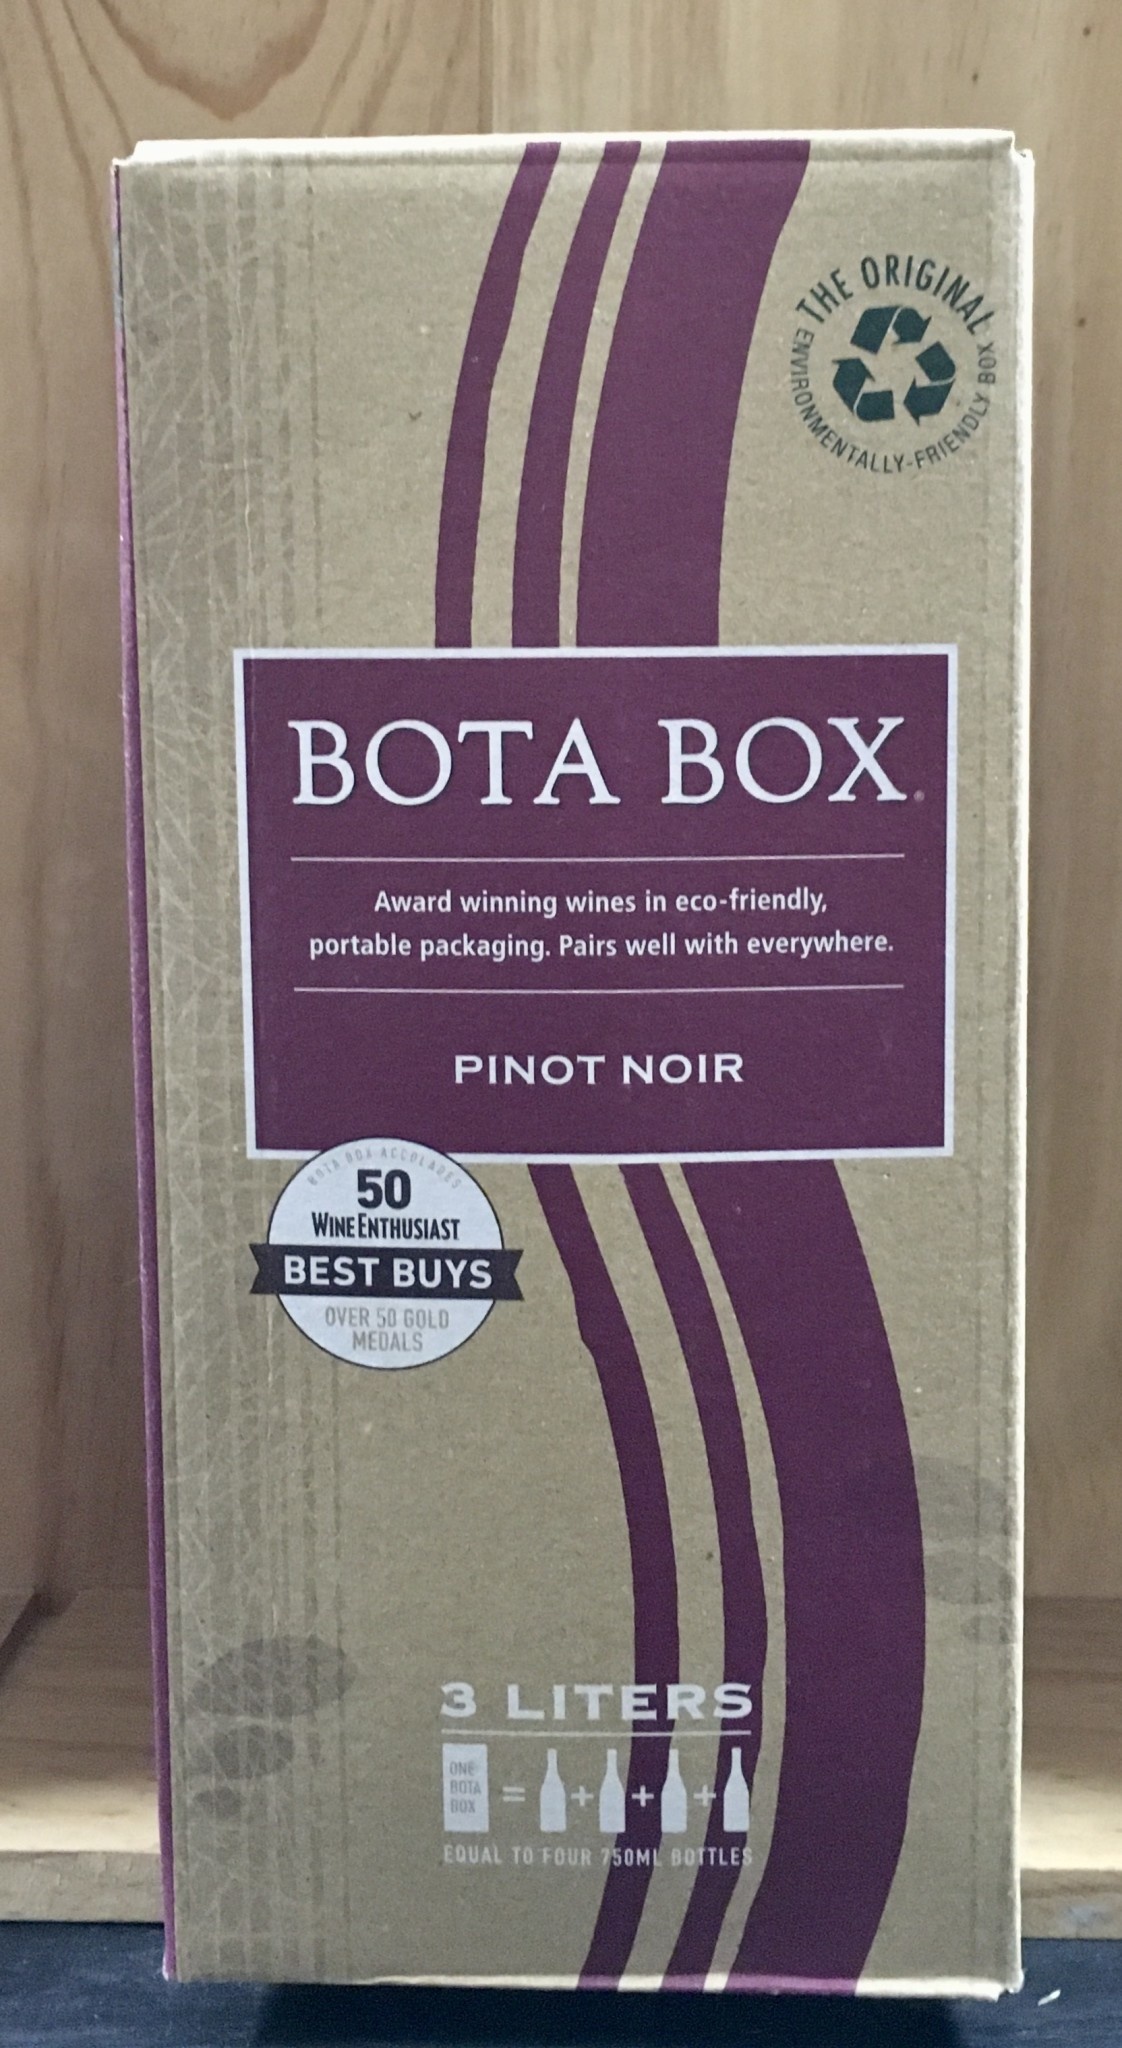 THE ORIGINAL
ENVIRONMENTALLY-FRIENDLY BOX
BOTA BOX
Award winning wines in eco-friendly,
portable packaging. Pairs well with everywhere.
PINOT NOIR
BOTA BOX ACCOLADES
50
WINE ENTHUSIAST
BEST BUYS
OVER 50 GOLD
MEDALS
3 LITERS
ONE
BOTA
BOX
= + + +
EQUAL TO FOUR 750ML BOTTLES